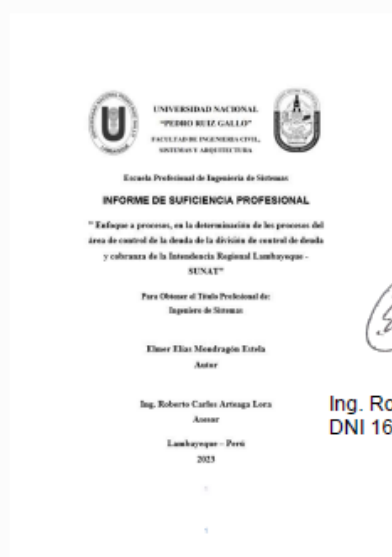 UNIVERSIDAD NACIONAL
"PEDRO RUIZ GALLO"
FACULTAD DE INGENIERIA CIVIL,
SISTEMAS Y ARQUITECTURA
Escuela Profesional de Ingeniería de Sistemas
INFORME DE SUFICIENCIA PROFESIONAL
" Enfoque a procesos, en la determinación de los procesos del
área de control de la deuda de la división de control de deuda
y cobranza de la Intendencia Regional Lambayeque -
SUNAT"
Para Obtener el Título Profesional de:
Ingeniero de Sistemas
Elmer Elias Mondragón Estela
Autor
Ing. Roberto Carlos Arteaga Lora
Asesor
Lambayeque – Perú
2023
Ing. Ro
DNI 16